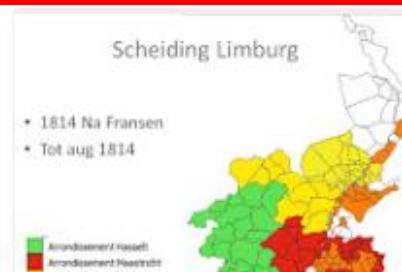 Scheiding Limburg
• 1814 Na Fransen
• Tot aug 1814
Arrondissement Hasselt
Arrondissement Maastricht